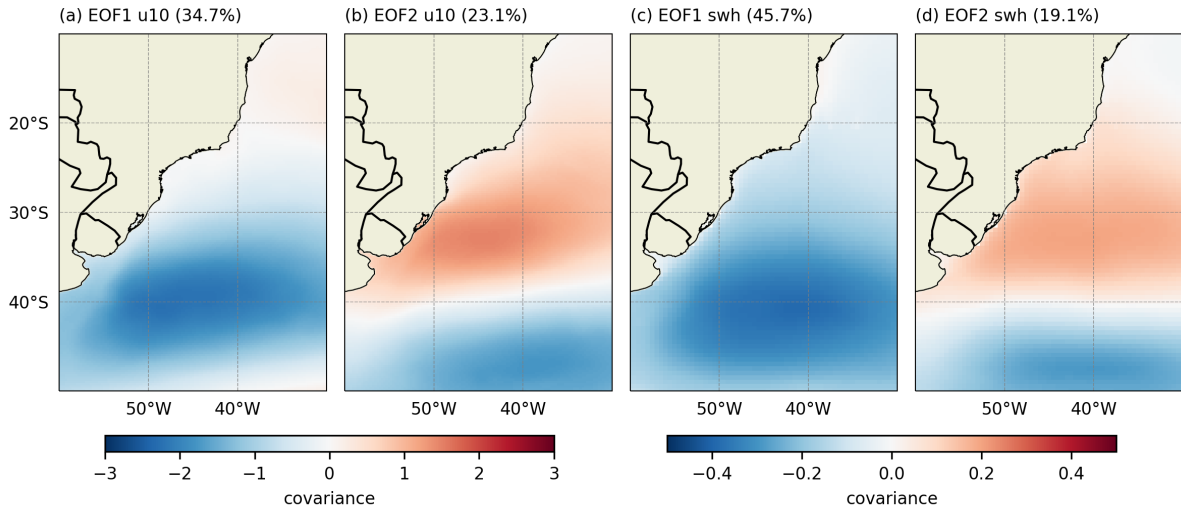 (a) EOF1 u10 (34.7%) (b) EOF2 u10 (23.1%) (c) EOF1 swh (45.7%) (d) EOF2 swh (19.1%)
20°S
30°S
40°S
50°W 40°W 50°W 40°W 50°W 40°W 50°W 40°W
−3 −2 −1 0 1 2 3 −0.4 −0.2 0.0 0.2 0.4
covariance covariance